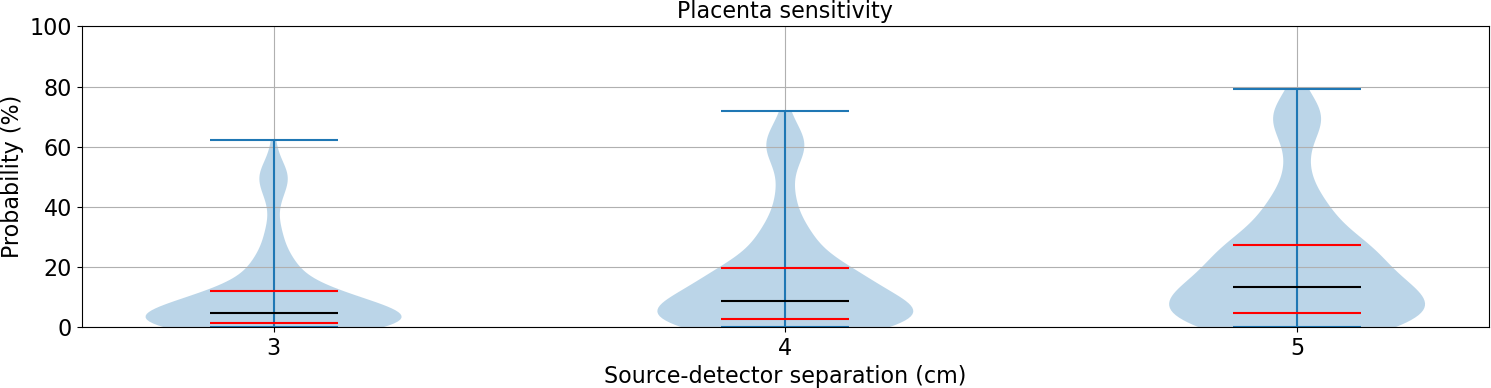 Placenta sensitivity
Probability (%)
100
80
60
40
20
0
3 4 5
Source-detector separation (cm)